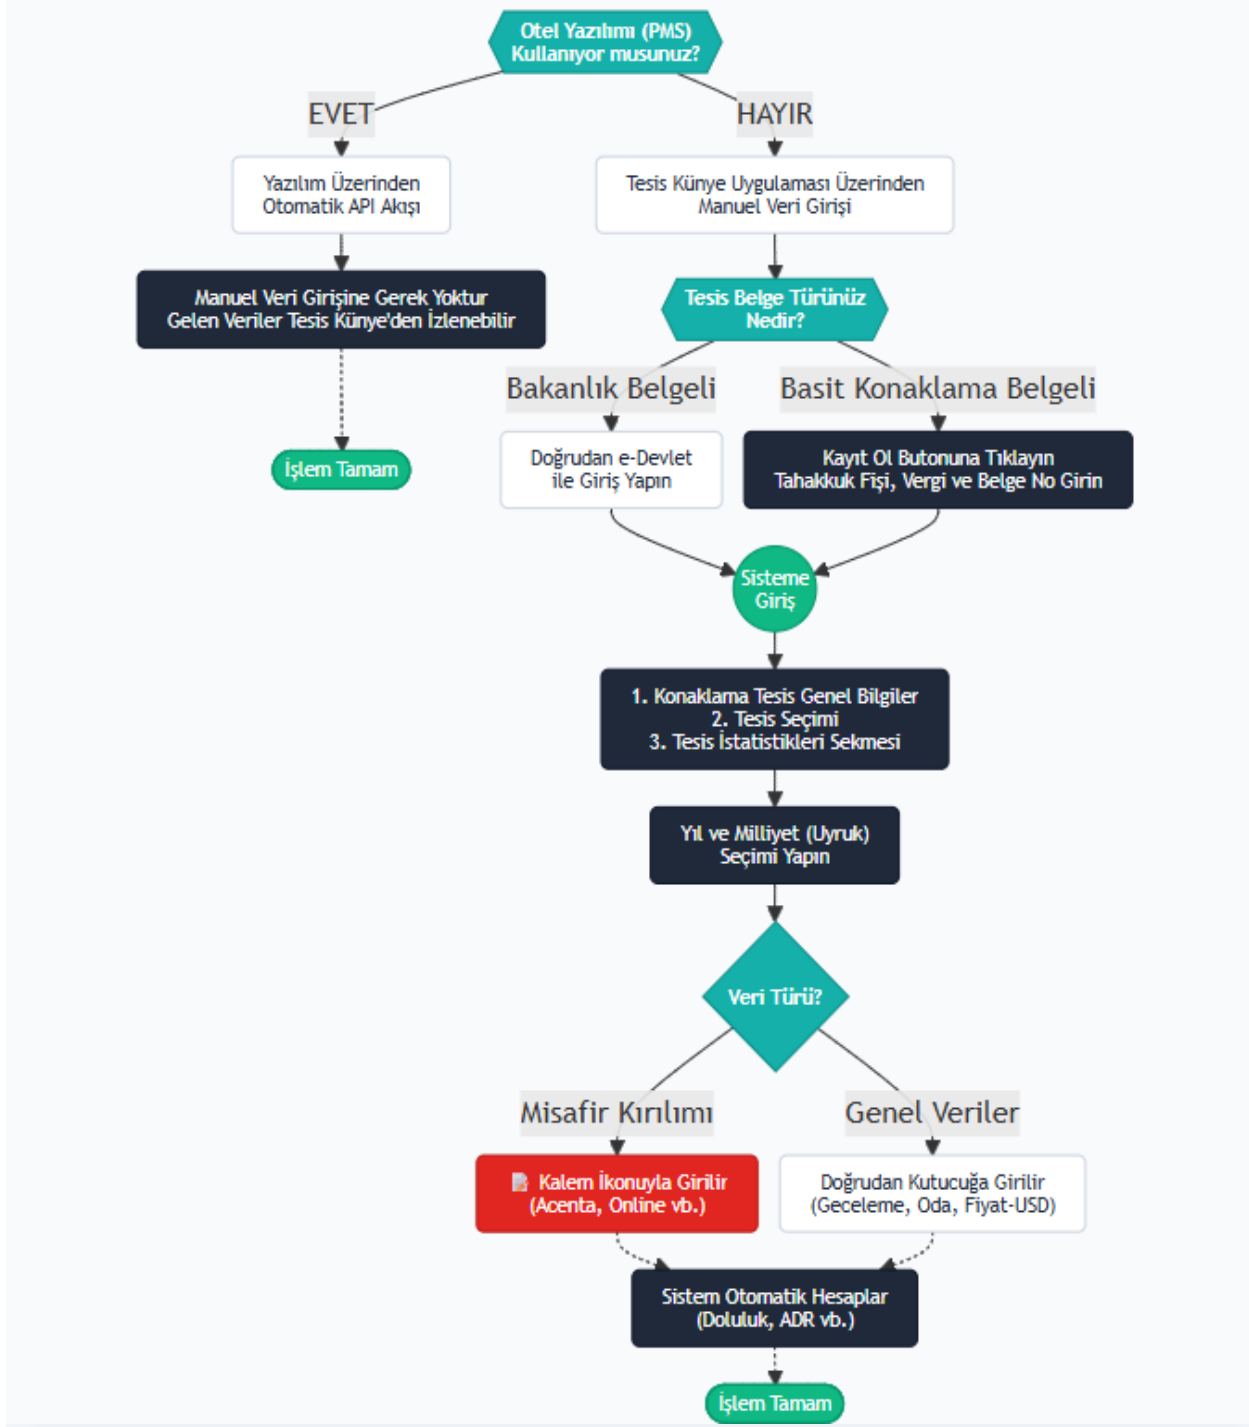 Otel Yazılımı (PMS)
Kullanıyor musunuz?
EVET
HAYIR
Yazılım Üzerinden
Otomatik API Akışı
Tesis Künye Uygulaması Üzerinden
Manuel Veri Girişi
Manuel Veri Girişine Gerek Yoktur
Gelen Veriler Tesis Künye'den İzlenebilir
Tesis Belge Türünüz
Nedir?
Bakanlık Belgeli
Basit Konaklama Belgeli
İşlem Tamam
Doğrudan e-Devlet
ile Giriş Yapın
Kayıt Ol Butonuna Tıklayın
Tahakkuk Fişi, Vergi ve Belge No Girin
Sisteme
Giriş
1. Konaklama Tesis Genel Bilgiler
2. Tesis Seçimi
3. Tesis İstatistikleri Sekmesi
Yıl ve Milliyet (Uyruk)
Seçimi Yapın
Veri Türü?
Misafir Kırılımı
Genel Veriler
Kalem İkonuyla Girilir
(Acenta, Online vb.)
Doğrudan Kutucuğa Girilir
(Geceleme, Oda, Fiyat-USD)
Sistem Otomatik Hesaplar
(Doluluk, ADR vb.)
İşlem Tamam